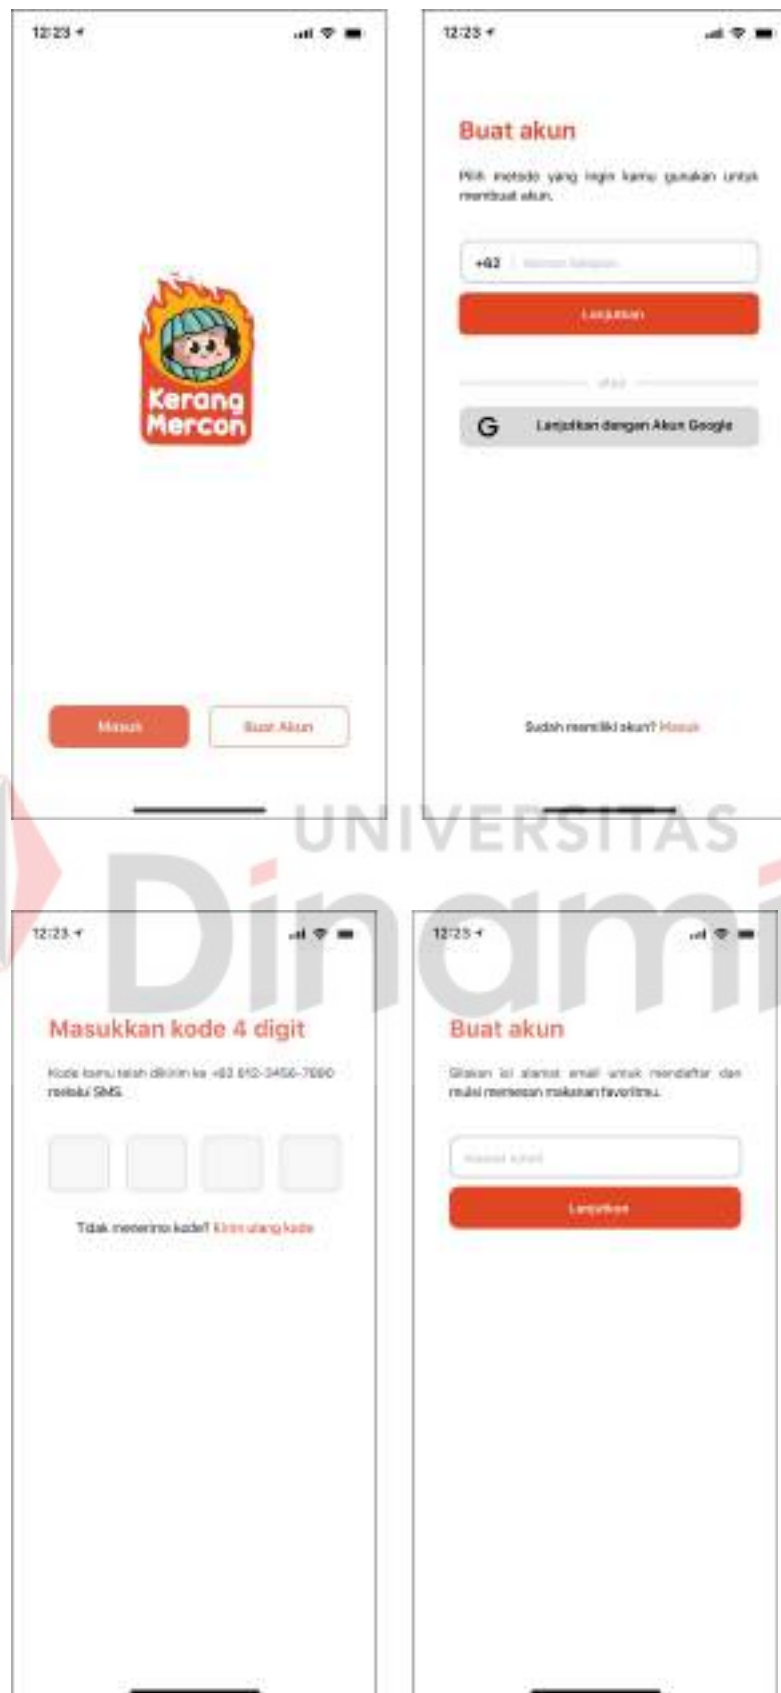 12:23
Kerang
Mercon
Masuk
Buat Akun
12:23
Buat akun
Pilih metode yang ingin kamu gunakan untuk
membuat akun.
+62
Lanjutkan
atau
G Lanjutkan dengan Akun Google
Sudah memiliki akun? Masuk
UNIVERSITAS
Dinami
12:23
Masukkan kode 4 digit
Kode kamu telah dikirim ke +62 812-3456-7890
melalui SMS.
Tidak menerima kode? Kirim ulang kode
12:23
Buat akun
Silakan isi alamat email untuk mendaftar dan
mulai memesan makanan favoritmu.
Alamat email
Lanjutkan